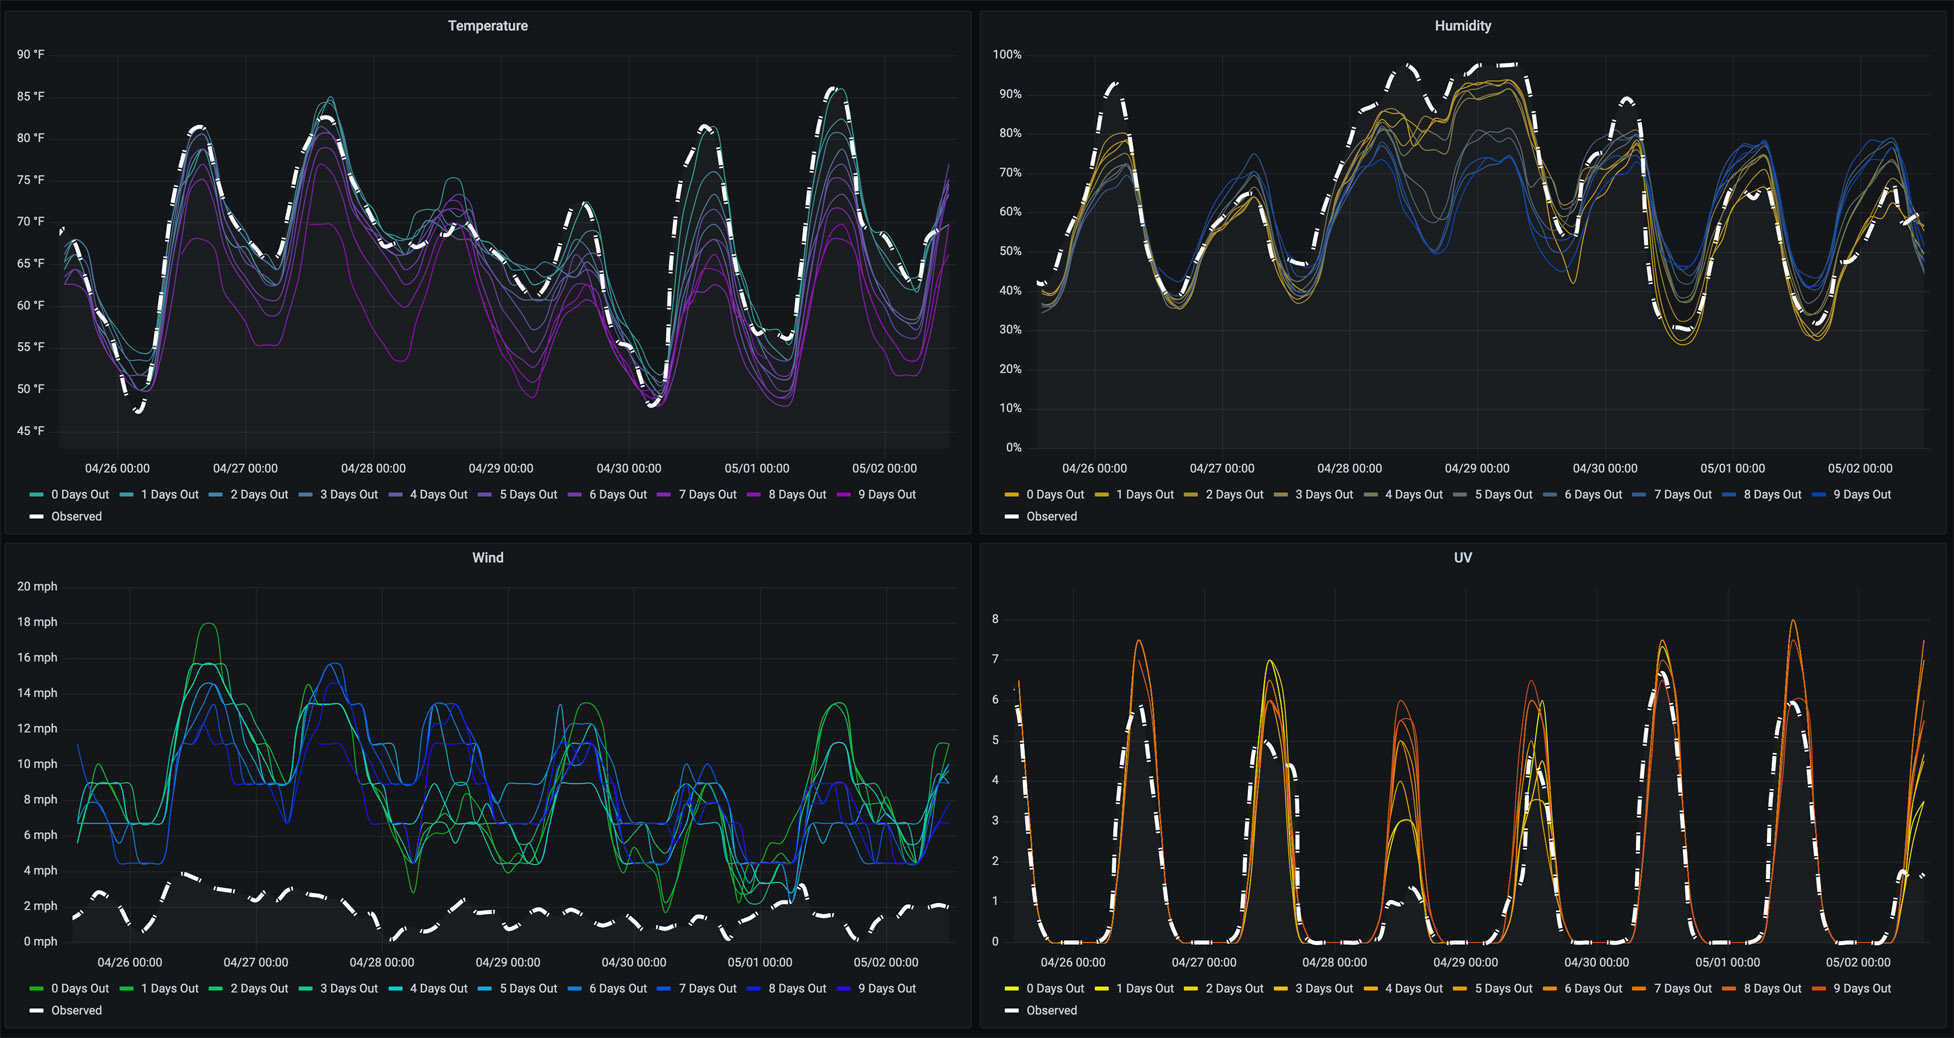 Temperature
90 °F
85 °F
80 °F
75 °F
70 °F
65 °F
60 °F
55 °F
50 °F
45 °F
04/26 00:00 04/27 00:00 04/28 00:00 04/29 00:00 04/30 00:00 05/01 00:00 05/02 00:00
0 Days Out 1 Days Out 2 Days Out 3 Days Out 4 Days Out 5 Days Out 6 Days Out 7 Days Out 8 Days Out 9 Days Out
Observed
Humidity
100%
90%
80%
70%
60%
50%
40%
30%
20%
10%
0%
04/26 00:00 04/27 00:00 04/28 00:00 04/29 00:00 04/30 00:00 05/01 00:00 05/02 00:00
0 Days Out 1 Days Out 2 Days Out 3 Days Out 4 Days Out 5 Days Out 6 Days Out 7 Days Out 8 Days Out 9 Days Out
Observed
Wind
20 mph
18 mph
16 mph
14 mph
12 mph
10 mph
8 mph
6 mph
4 mph
2 mph
0 mph
04/26 00:00 04/27 00:00 04/28 00:00 04/29 00:00 04/30 00:00 05/01 00:00 05/02 00:00
0 Days Out 1 Days Out 2 Days Out 3 Days Out 4 Days Out 5 Days Out 6 Days Out 7 Days Out 8 Days Out 9 Days Out
Observed
UV
8
7
6
5
4
3
2
1
0
04/26 00:00 04/27 00:00 04/28 00:00 04/29 00:00 04/30 00:00 05/01 00:00 05/02 00:00
0 Days Out 1 Days Out 2 Days Out 3 Days Out 4 Days Out 5 Days Out 6 Days Out 7 Days Out 8 Days Out 9 Days Out
Observed